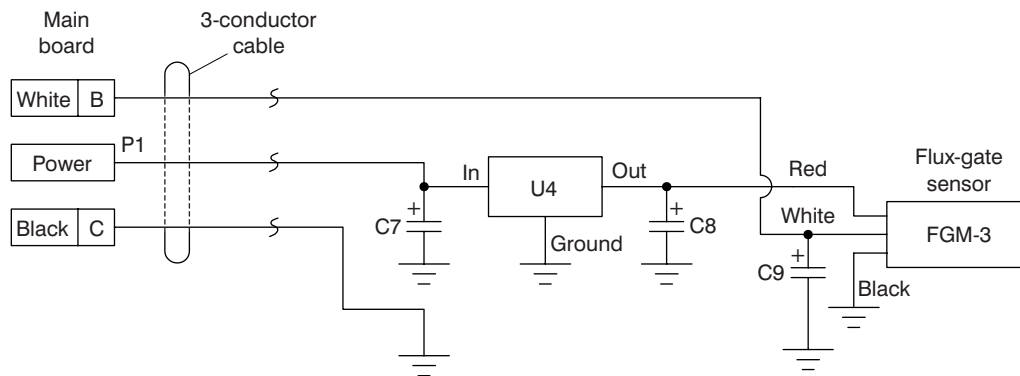 Main
board
3-conductor
cable
White B
P1
Power
Black C
In
U4
Out
Ground
+
C7
+
C8
Red
White
+
C9
Black
Flux-gate
sensor
FGM-3